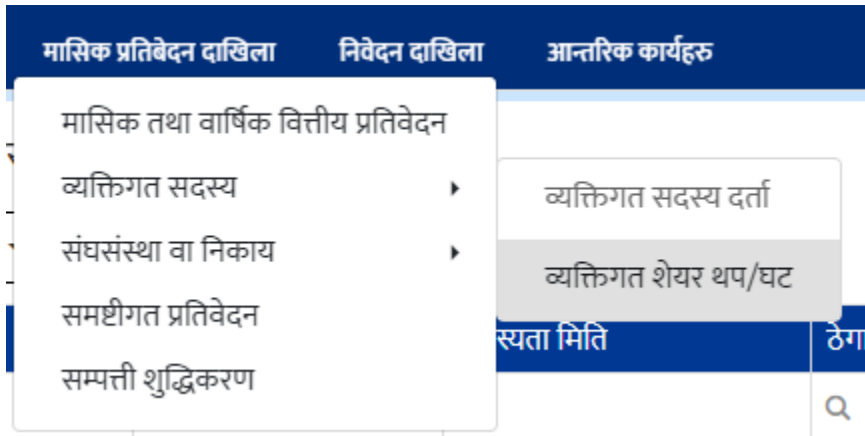 मासिक प्रतिबेदन दाखिला निवेदन दाखिला आन्तरिक कार्यहरु
मासिक तथा वार्षिक वित्तीय प्रतिवेदन
व्यक्तिगत सदस्य
व्यक्तिगत सदस्य दर्ता
संघसंस्था वा निकाय
व्यक्तिगत शेयर थप/घट
समष्टीगत प्रतिवेदन
मिति
सम्पत्ती शुद्धिकरण